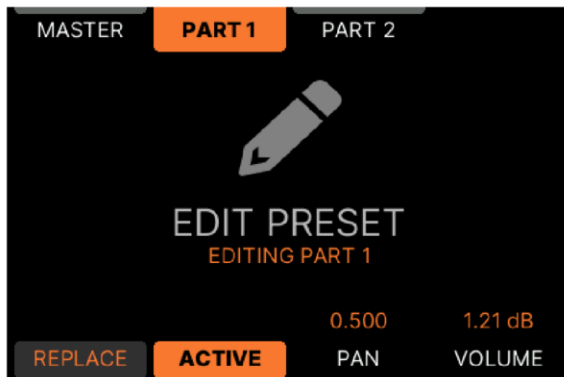 MASTER PART 1 PART 2
EDIT PRESET
EDITING PART 1
0.500 1.21 dB
REPLACE ACTIVE PAN VOLUME